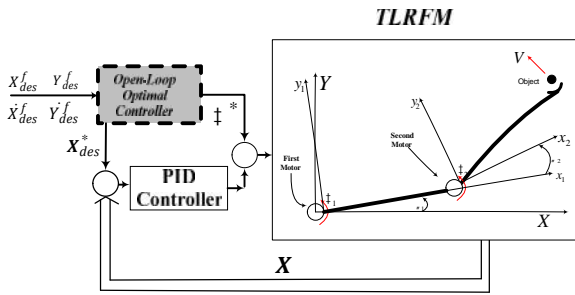 TLRFM
X^f_des Y^f_des
Ẋ^f_des Ẏ^f_des
Open-Loop
Optimal
Controller
‡ *
X*_des
PID
Controller
X
y₁
Y
y₂
V
Object
First
Motor
Second
Motor
‡₁
‡₂
x₂
x₁
X